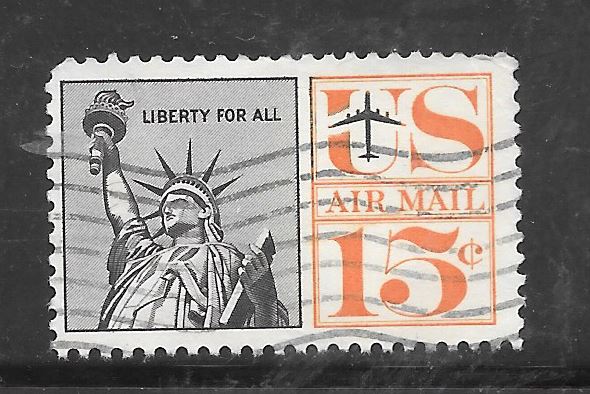 LIBERTY FOR ALL
US
AIR MAIL
15¢